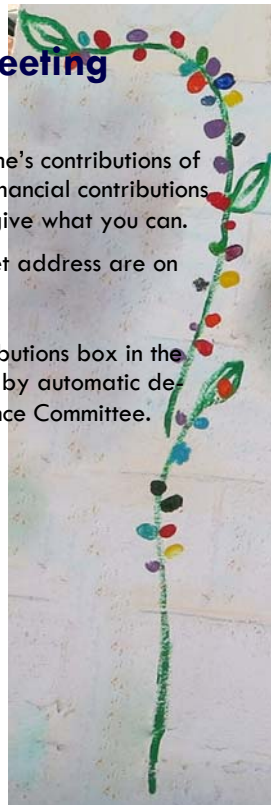 eeting
ne's contributions of
nancial contributions
give what you can.
et address are on
butions box in the
by automatic de-
nce Committee.